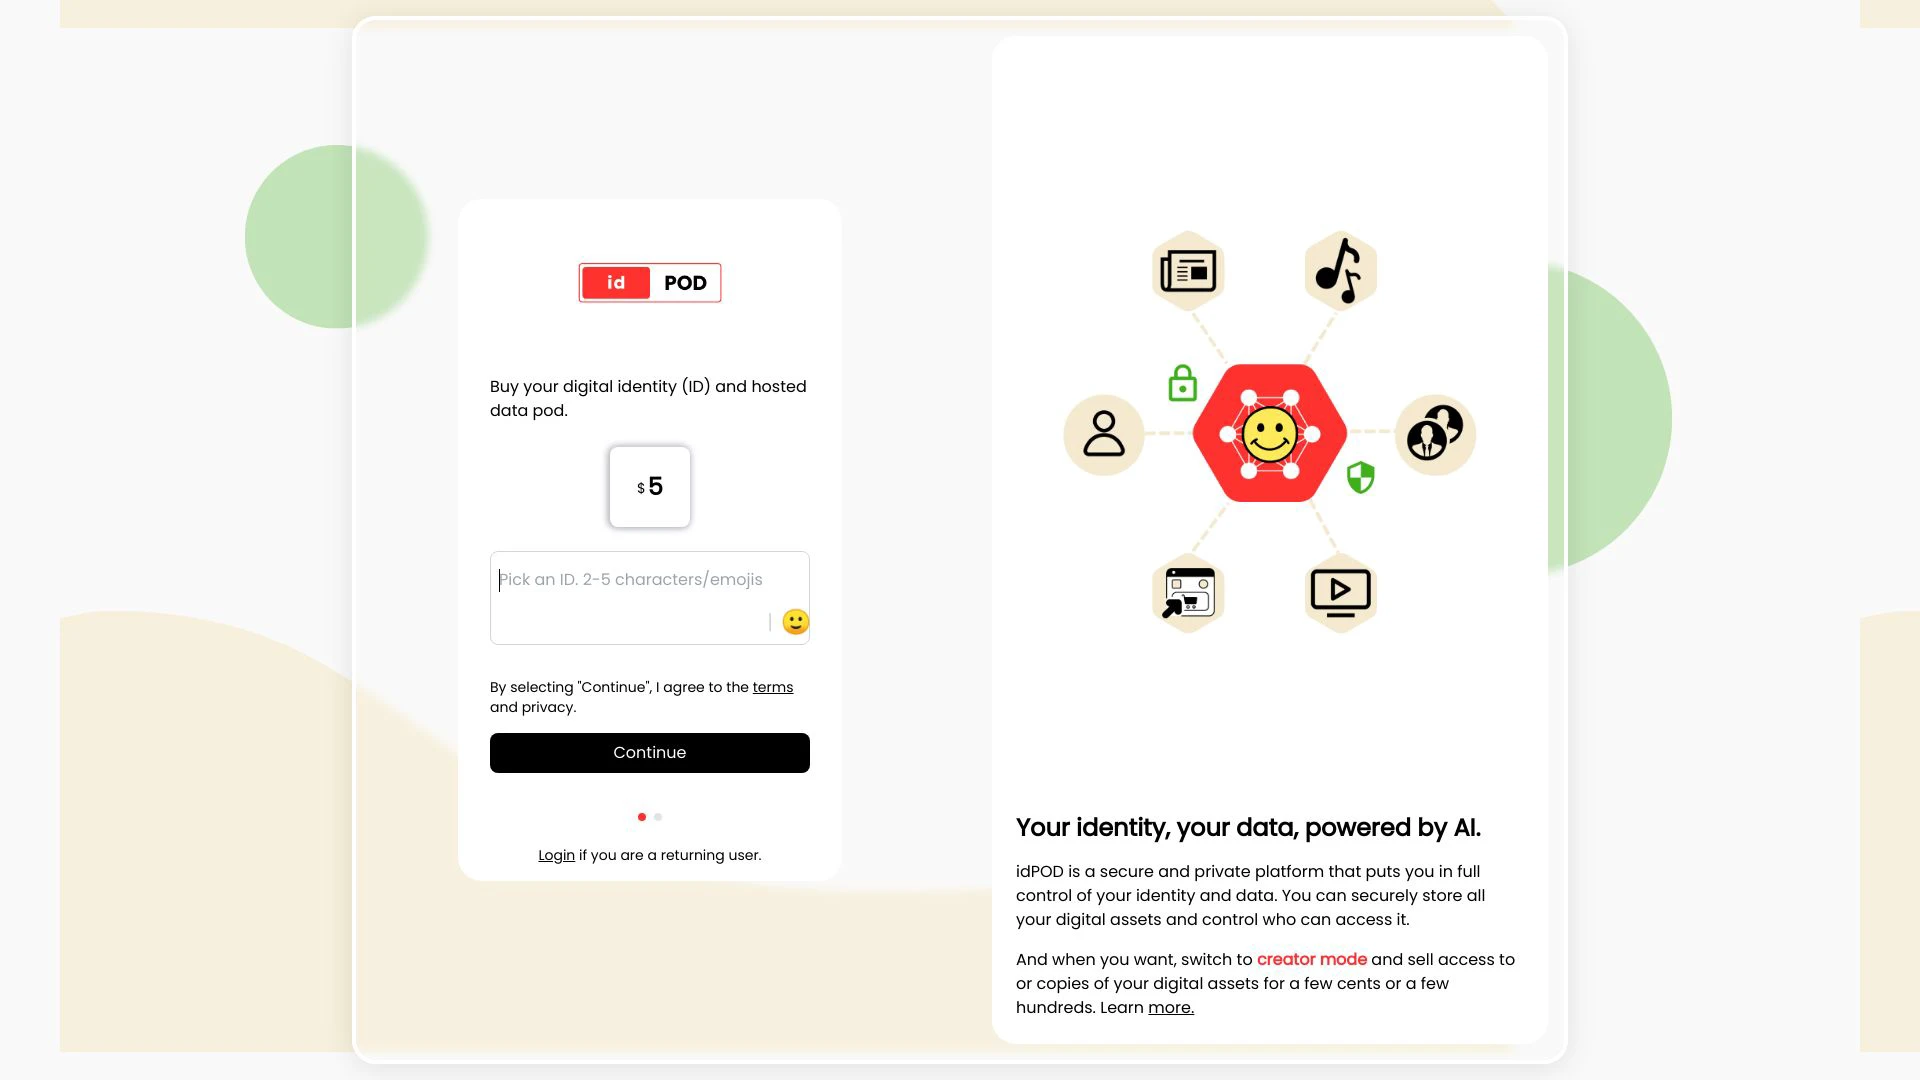 id POD
Buy your digital identity (ID) and hosted
data pod.
$5
Pick an ID. 2-5 characters/emojis
By selecting "Continue", I agree to the terms
and privacy.
Continue
Login if you are a returning user.
Your identity, your data, powered by AI.
idPOD is a secure and private platform that puts you in full
control of your identity and data. You can securely store all
your digital assets and control who can access it.
And when you want, switch to creator mode and sell access to
or copies of your digital assets for a few cents or a few
hundreds. Learn more.